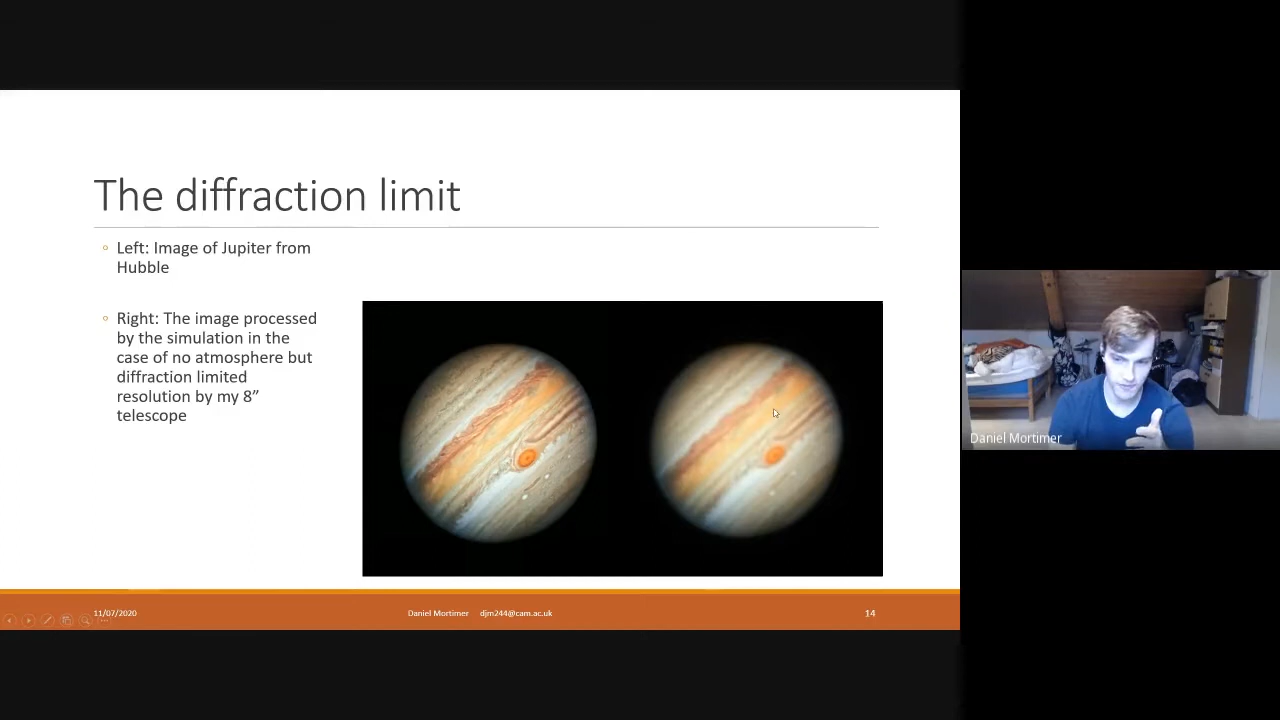 The diffraction limit
◦ Left: Image of Jupiter from
Hubble
◦ Right: The image processed
by the simulation in the
case of no atmosphere but
diffraction limited
resolution by my 8”
telescope
11/07/2020
Daniel Mortimer djm244@cam.ac.uk
14
Daniel Mortimer